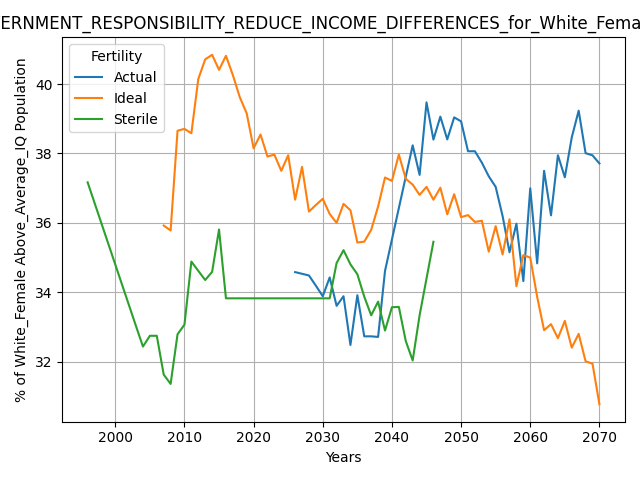 ERNMENT_RESPONSIBILITY_REDUCE_INCOME_DIFFERENCES_for_White_Fema
Fertility
Actual
Ideal
Sterile
% of White_Female Above_Average_IQ Population
40
38
36
34
32
2000 2010 2020 2030 2040 2050 2060 2070
Years